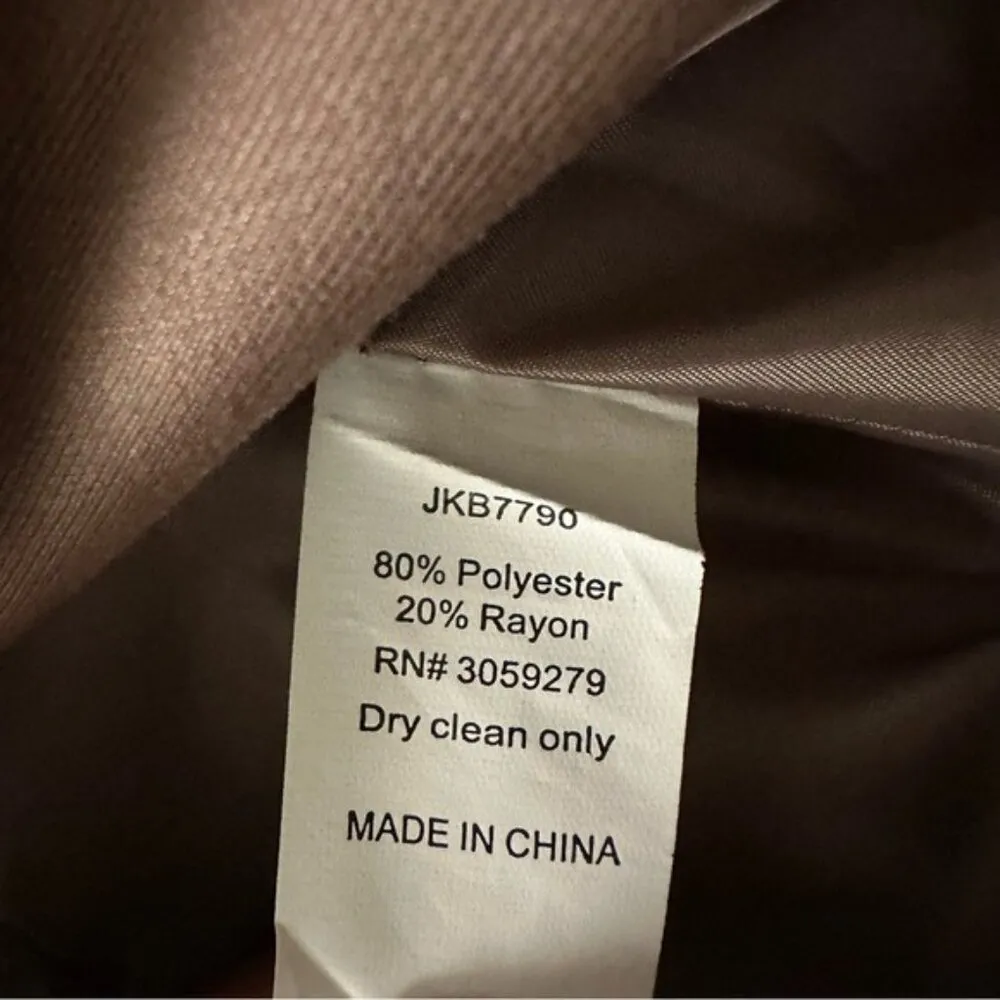 JKB7790
80% Polyester
20% Rayon
RN# 3059279
Dry clean only
MADE IN CHINA